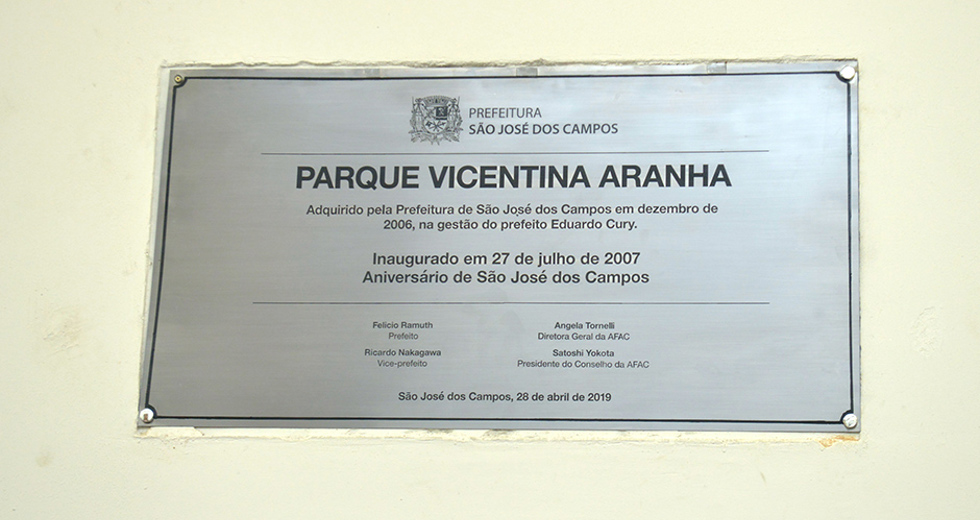 PREFEITURA
SÃO JOSÉ DOS CAMPOS
PARQUE VICENTINA ARANHA
Adquirido pela Prefeitura de São José dos Campos em dezembro de
2006, na gestão do prefeito Eduardo Cury.
Inaugurado em 27 de julho de 2007
Aniversário de São José dos Campos
Felicio Ramuth
Prefeito
Angela Tornelli
Diretora Geral da AFAC
Ricardo Nakagawa
Vice-prefeito
Satoshi Yokota
Presidente do Conselho da AFAC
São José dos Campos, 28 de abril de 2019